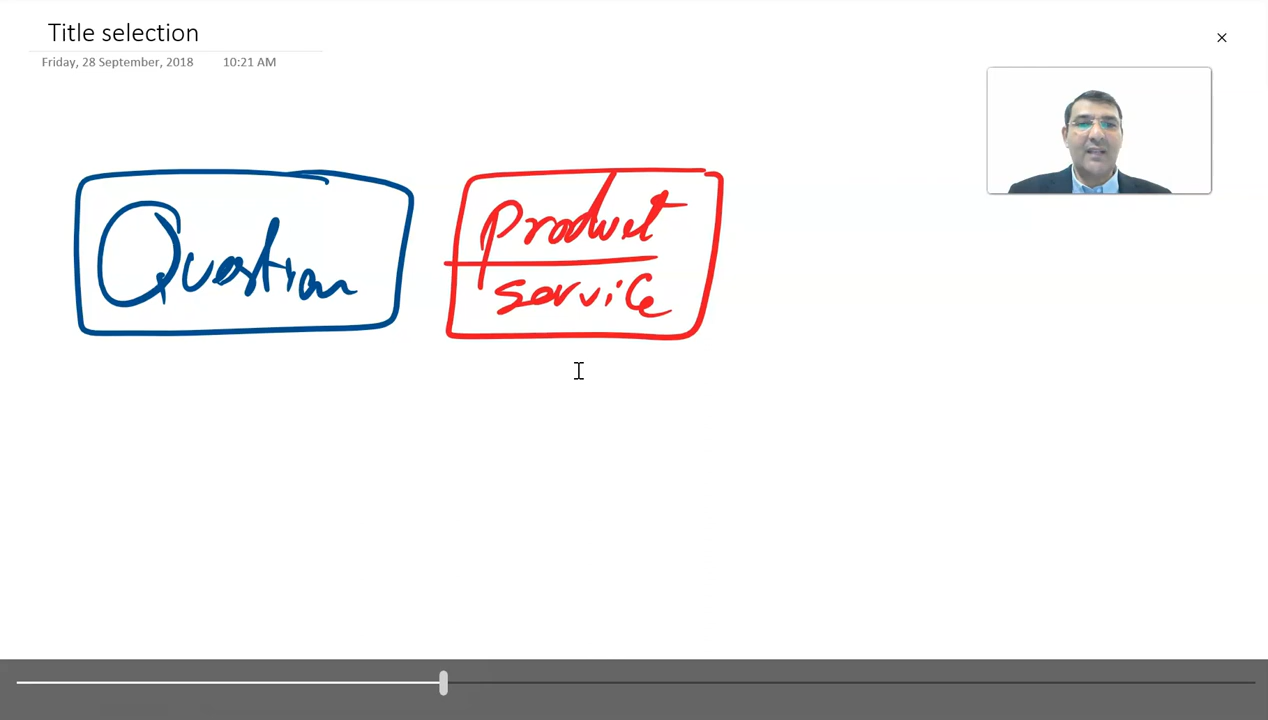 Title selection
Friday, 28 September, 2018 10:21 AM
Question
Product
service